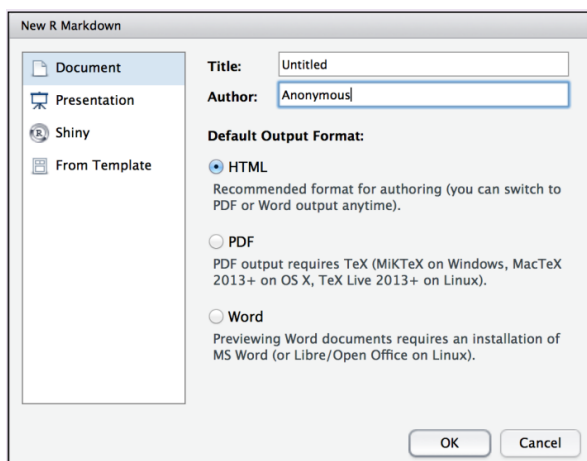 New R Markdown
Document
Presentation
Shiny
From Template
Title: Untitled
Author: Anonymous
Default Output Format:
HTML
Recommended format for authoring (you can switch to
PDF or Word output anytime).
PDF
PDF output requires TeX (MiKTeX on Windows, MacTeX
2013+ on OS X, TeX Live 2013+ on Linux).
Word
Previewing Word documents requires an installation of
MS Word (or Libre/Open Office on Linux).
OK Cancel